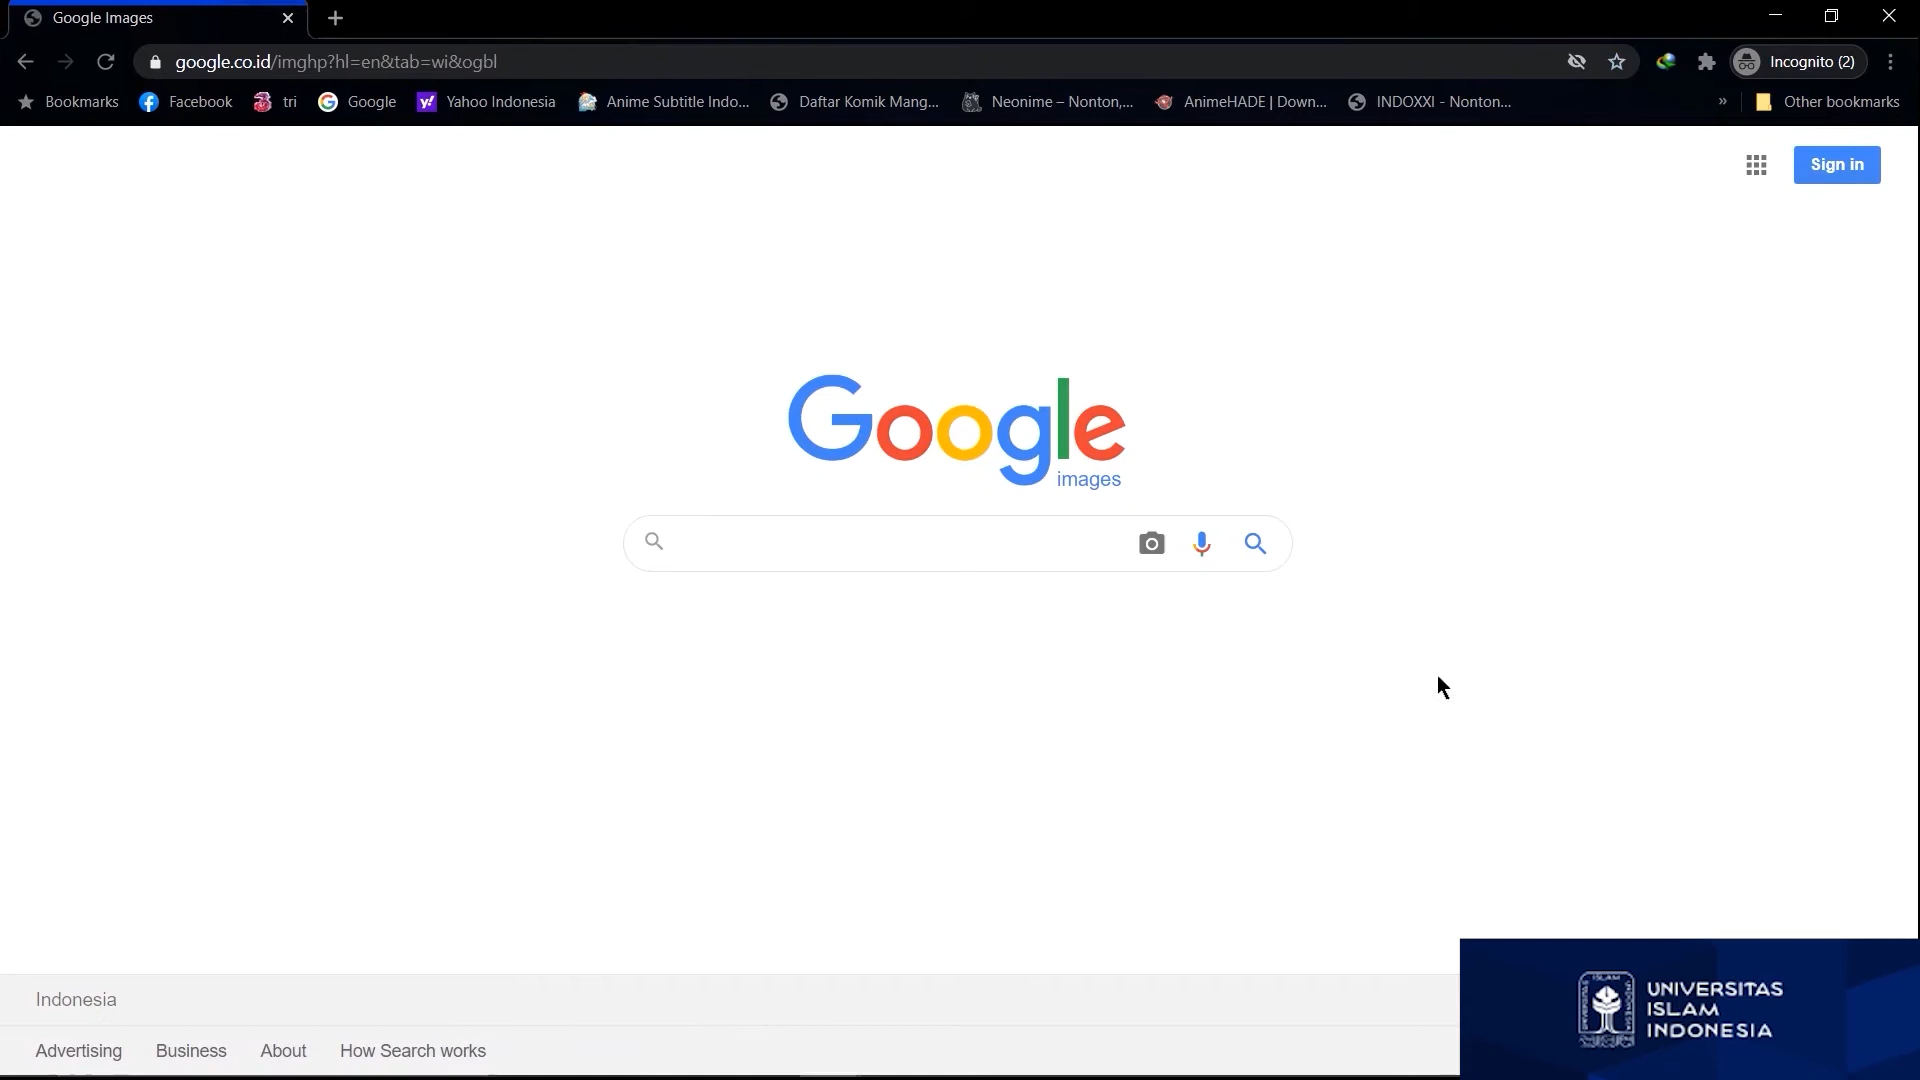 Google Images
google.co.id/imghp?hl=en&tab=wi&ogbl
Incognito (2)
Bookmarks Facebook tri Google Yahoo Indonesia Anime Subtitle Indo... Daftar Komik Mang... Neonime – Nonton,... AnimeHADE | Down... INDOXXI - Nonton... » Other bookmarks
Sign in
Google
images
Indonesia
Advertising Business About How Search works
UNIVERSITAS
ISLAM
INDONESIA